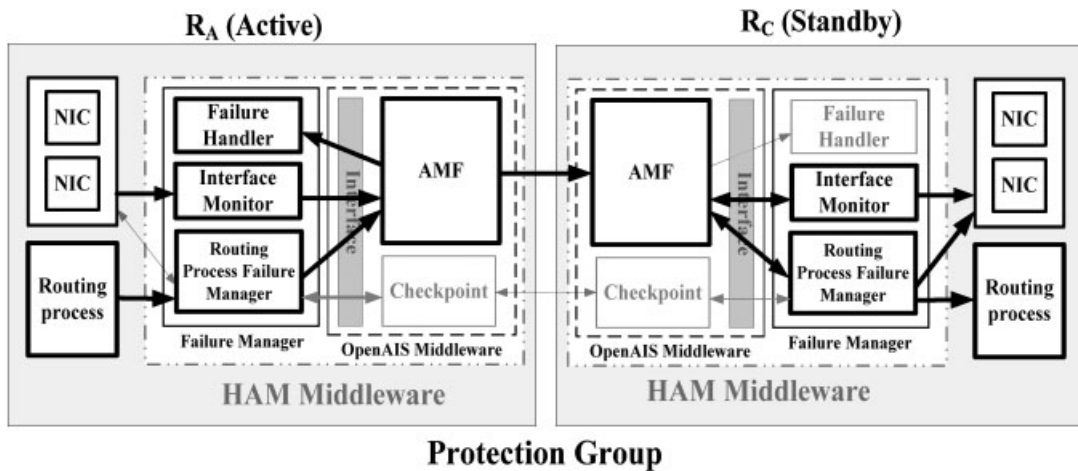 R_A (Active)
NIC
NIC
Routing
process
Failure
Handler
Interface
Monitor
Routing
Process Failure
Manager
Failure Manager
Interface
AMF
Checkpoint
OpenAIS Middleware
HAM Middleware
R_C (Standby)
AMF
Checkpoint
Interface
OpenAIS Middleware
Failure
Handler
Interface
Monitor
Routing
Process Failure
Manager
Failure Manager
NIC
NIC
Routing
process
HAM Middleware
Protection Group